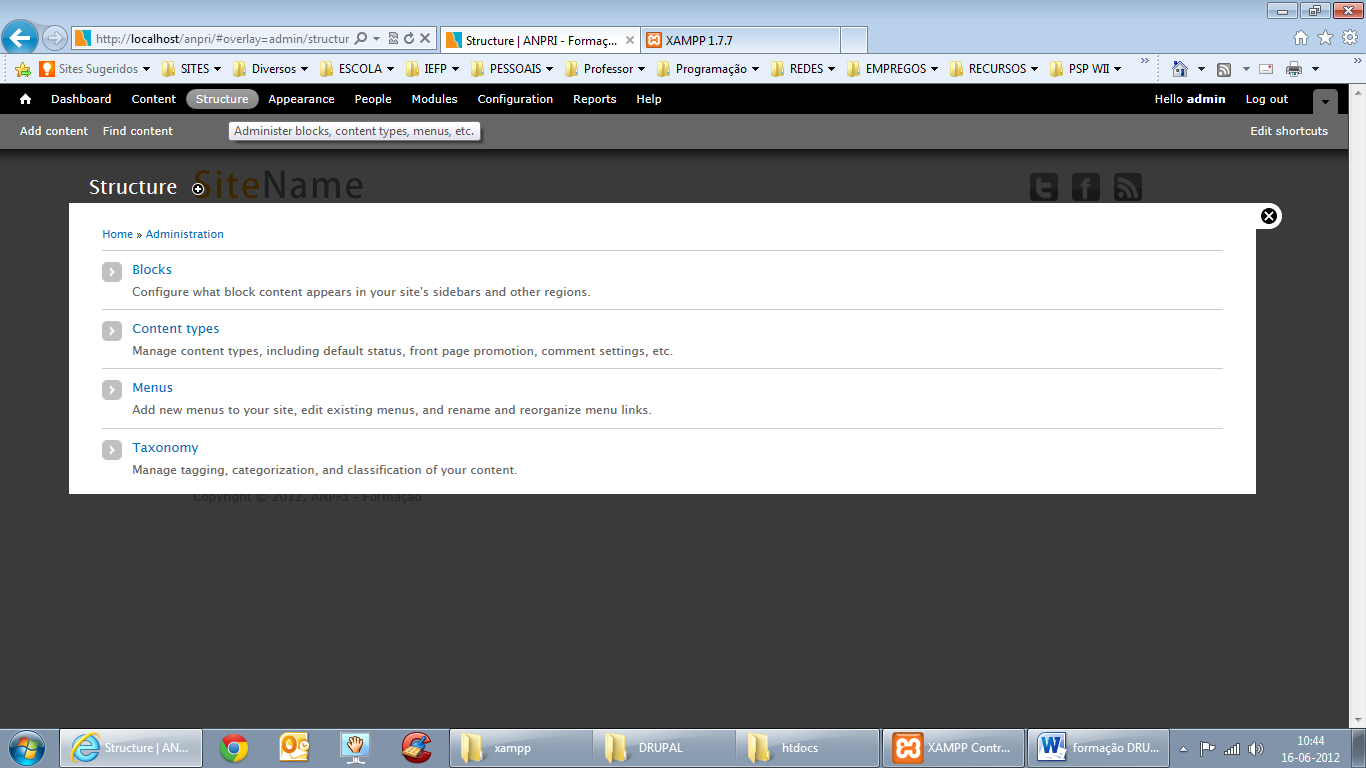 http://localhost/anpri/#overlay=admin/structur
Structure | ANPRI - Formaç...
XAMPP 1.7.7
Sites Sugeridos SITES Diversos ESCOLA IEFP PESSOAIS Professor Programação REDES EMPREGOS RECURSOS PSP WII
Dashboard Content Structure Appearance People Modules Configuration Reports Help Hello admin Log out
Add content Find content Administer blocks, content types, menus, etc. Edit shortcuts
SiteName
Structure
Home » Administration
Blocks
Configure what block content appears in your site's sidebars and other regions.
Content types
Manage content types, including default status, front page promotion, comment settings, etc.
Menus
Add new menus to your site, edit existing menus, and rename and reorganize menu links.
Taxonomy
Manage tagging, categorization, and classification of your content.
Copyright © 2012, ANPRI - Formação
Structure | AN... xampp DRUPAL htdocs XAMPP Contr... formação DRU... 10:44
16-06-2012